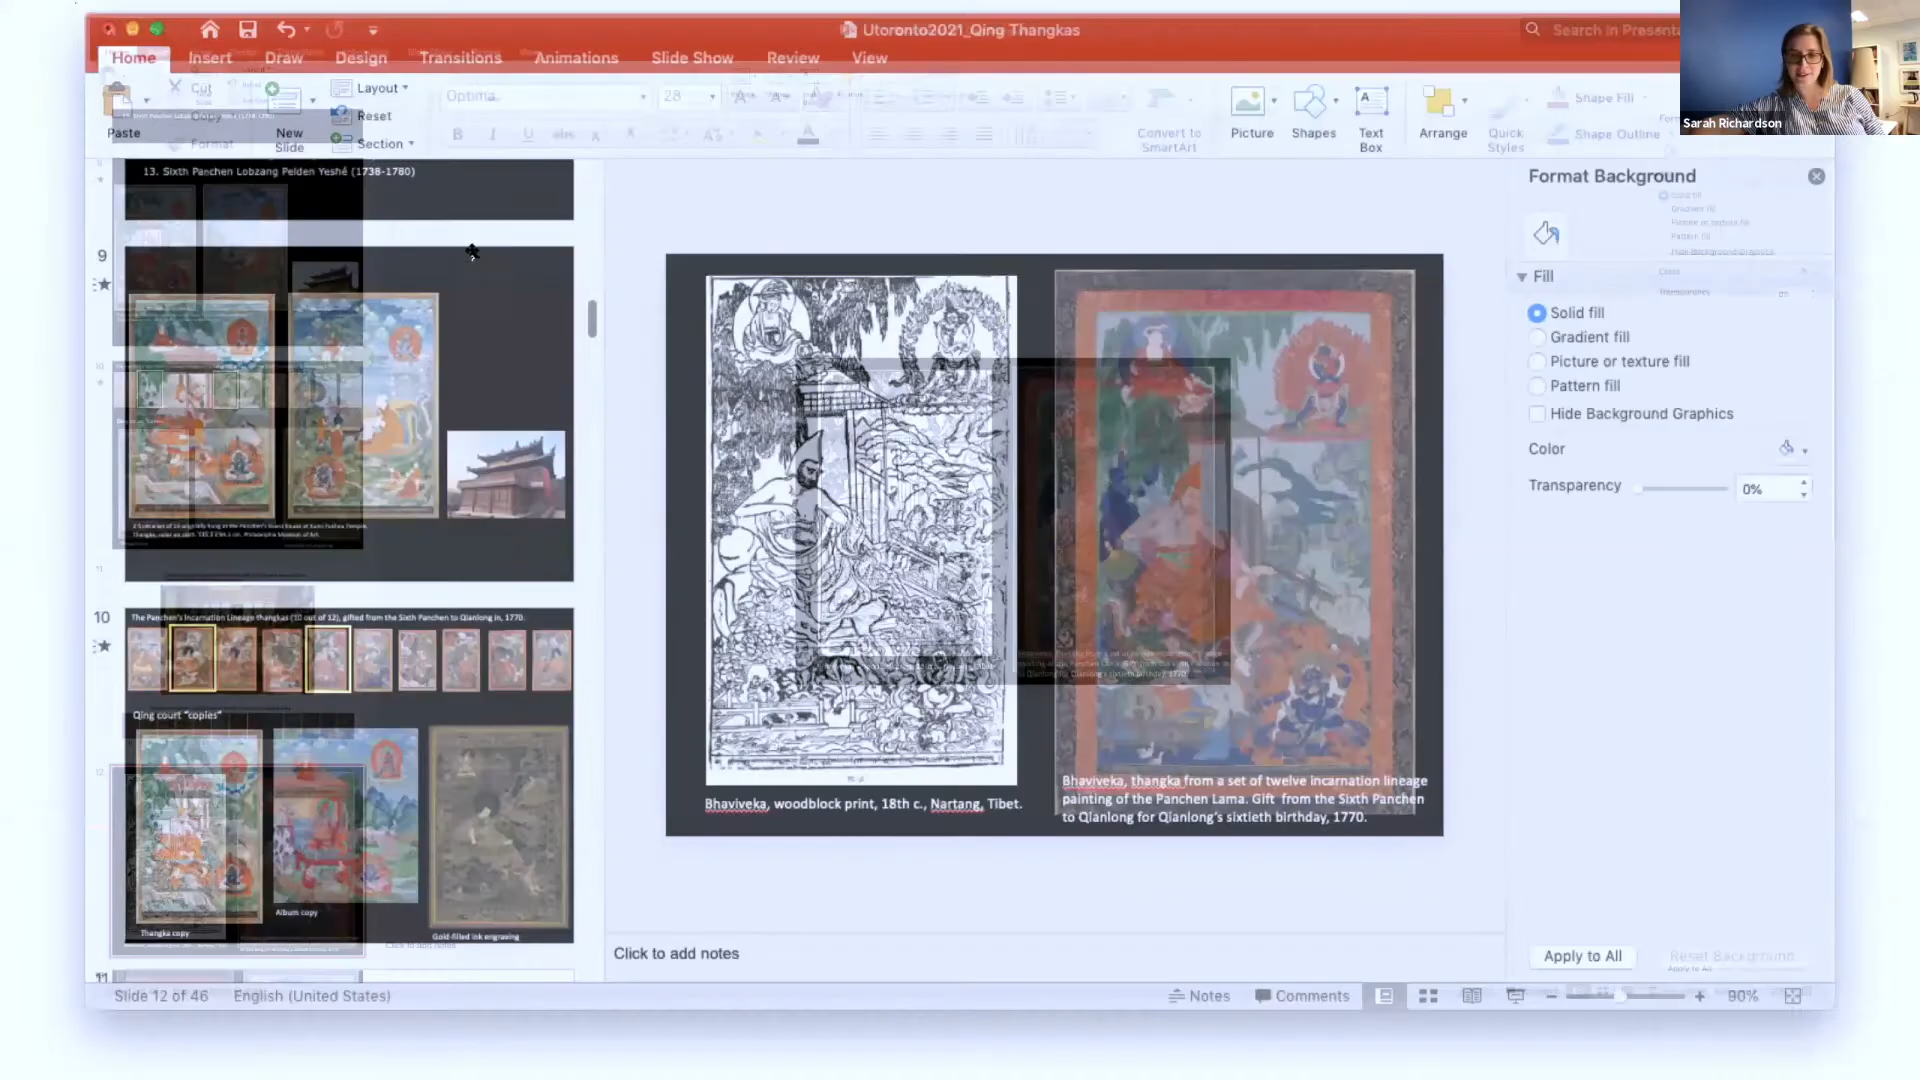 Utoronto2021_Qing Thangkas
Search in Presenta
Home Insert Draw Design Transitions Animations Slide Show Review View
Paste
Cut
Copy
Format
New Slide
Layout
Reset
Section
Optima
28
Convert to SmartArt
Picture
Shapes
Text Box
Arrange
Quick Styles
Shape Fill
Shape Outline
Sarah Richardson
13. Sixth Panchen Lobzang Pelden Yeshé (1738-1780)
9
10
The Panchen's Incarnation Lineage thangkas (10 out of 12), gifted from the Sixth Panchen to Qianlong in, 1770.
Qing court “copies”
Thangka copy
Album copy
Gold-filled ink engraving
11
Bhaviveka, woodblock print, 18th c., Nartang, Tibet.
Bhaviveka, thangka from a set of twelve incarnation lineage
painting of the Panchen Lama. Gift from the Sixth Panchen
to Qianlong for Qianlong's sixtieth birthday, 1770.
Click to add notes
Format Background
Fill
Solid fill
Gradient fill
Picture or texture fill
Pattern fill
Hide Background Graphics
Color
Transparency
0%
Apply to All
Reset Background
Slide 12 of 46
English (United States)
Notes
Comments
90%